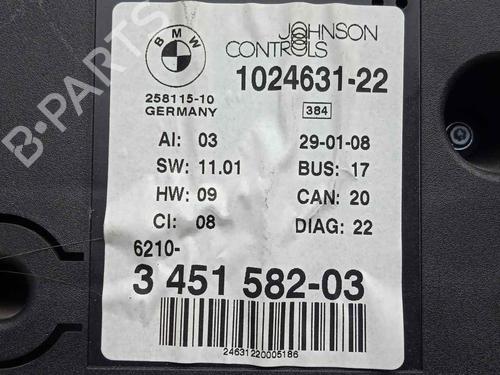 BMW
JOHNSON
CONTROLS
1024631-22
258115-10
GERMANY
384
AI: 03
29-01-08
SW: 11.01
BUS: 17
HW: 09
CAN: 20
CI: 08
DIAG: 22
6210-
3 451 582-03
24631220005186
B-PARTS